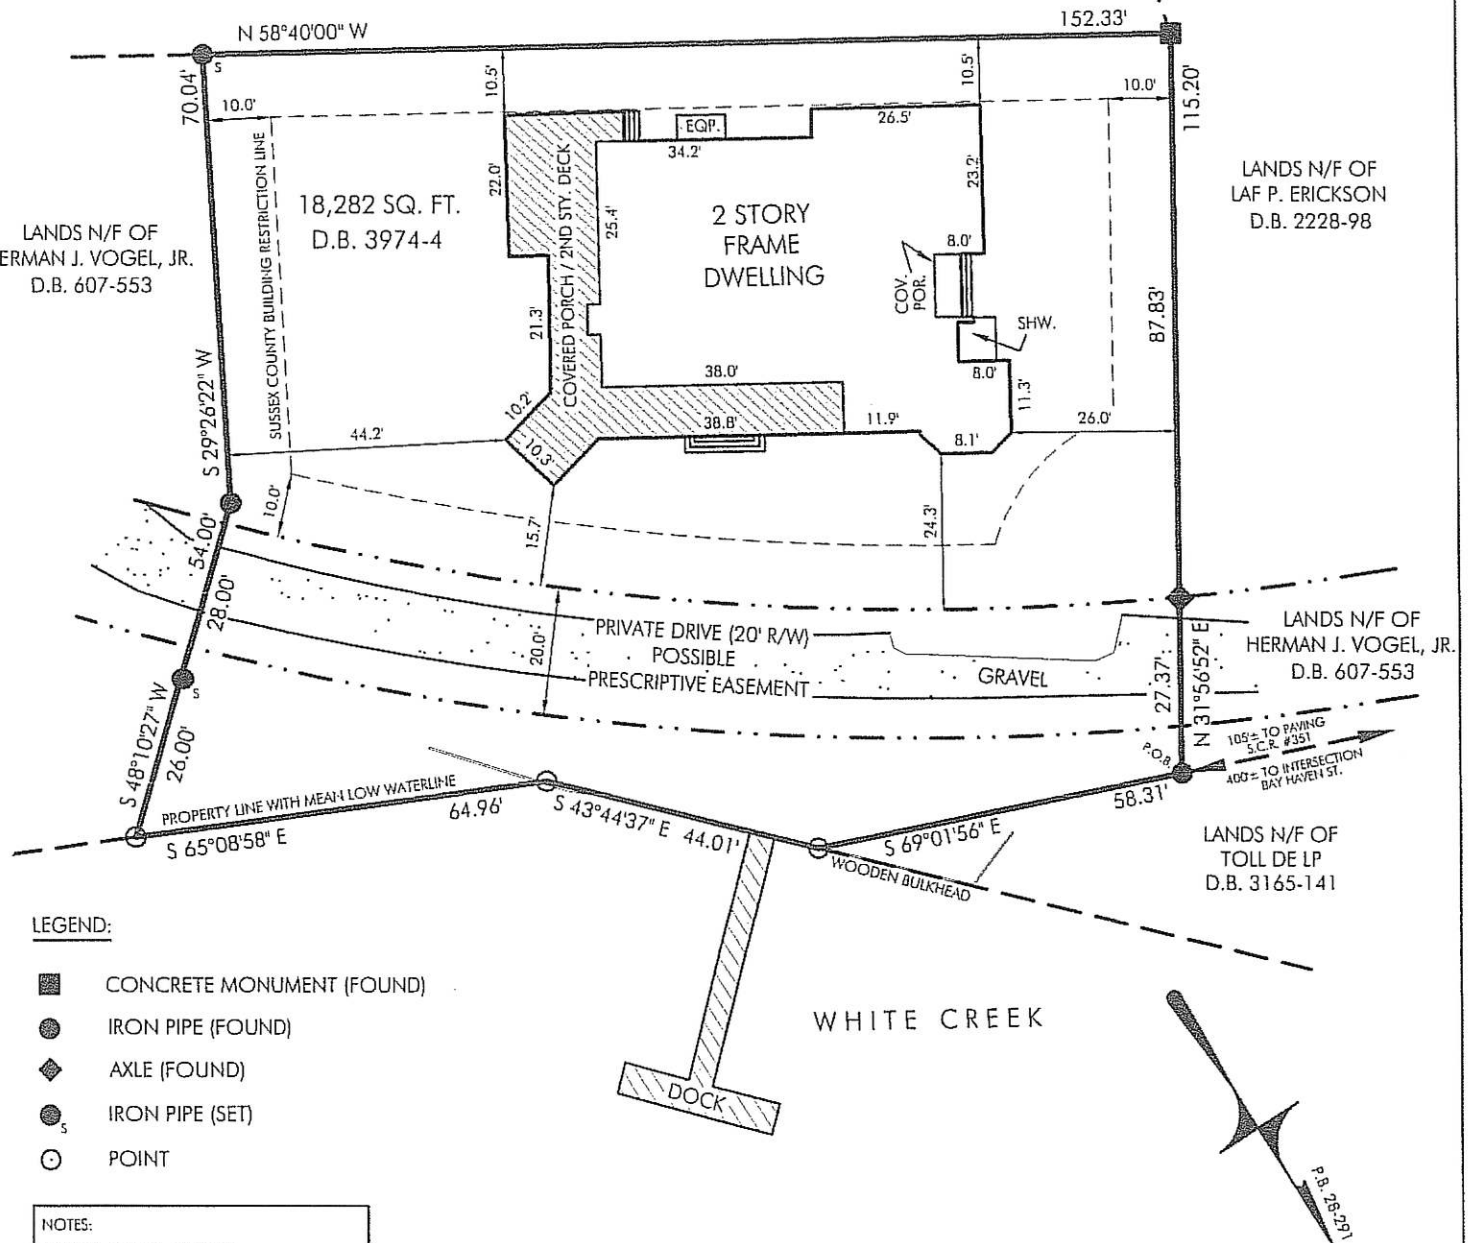 N 58°40'00" W
152.33'
S
70.04'
10.0'
10.5'
10.5'
10.0'
115.20'
EQP.
26.5'
34.2'
22.0'
23.2'
25.4'
SUSSEX COUNTY BUILDING RESTRICTION LINE
18,282 SQ. FT.
D.B. 3974-4
COVERED PORCH / 2ND STY. DECK
2 STORY
FRAME
DWELLING
LANDS N/F OF
LAF P. ERICKSON
D.B. 2228-98
LANDS N/F OF
ERMAN J. VOGEL, JR.
D.B. 607-553
8.0'
COV.
POR.
SHW.
87.83'
21.3'
38.0'
8.0'
11.3'
S 29°26'22" W
10.2'
44.2'
38.8'
11.9'
8.1'
26.0'
10.3'
10.0'
15.7'
24.3'
54.00'
28.00'
20.0'
PRIVATE DRIVE (20' R/W)
POSSIBLE
PRESCRIPTIVE EASEMENT
GRAVEL
LANDS N/F OF
HERMAN J. VOGEL, JR.
D.B. 607-553
27.37'
N 31°56'52" E
S
S 48°10'27" W
26.00'
P.O.B.
105'± TO PAVING
S.C.R. #351
400'± TO INTERSECTION
BAY HAVEN ST.
PROPERTY LINE WITH MEAN LOW WATERLINE
64.96'
S 65°08'58" E
S 43°44'37" E 44.01'
58.31'
S 69°01'56" E
WOODEN BULKHEAD
LANDS N/F OF
TOLL DE LP
D.B. 3165-141
LEGEND:
CONCRETE MONUMENT (FOUND)
IRON PIPE (FOUND)
AXLE (FOUND)
S IRON PIPE (SET)
POINT
WHITE CREEK
DOCK
P.B. 28-291
NOTES: